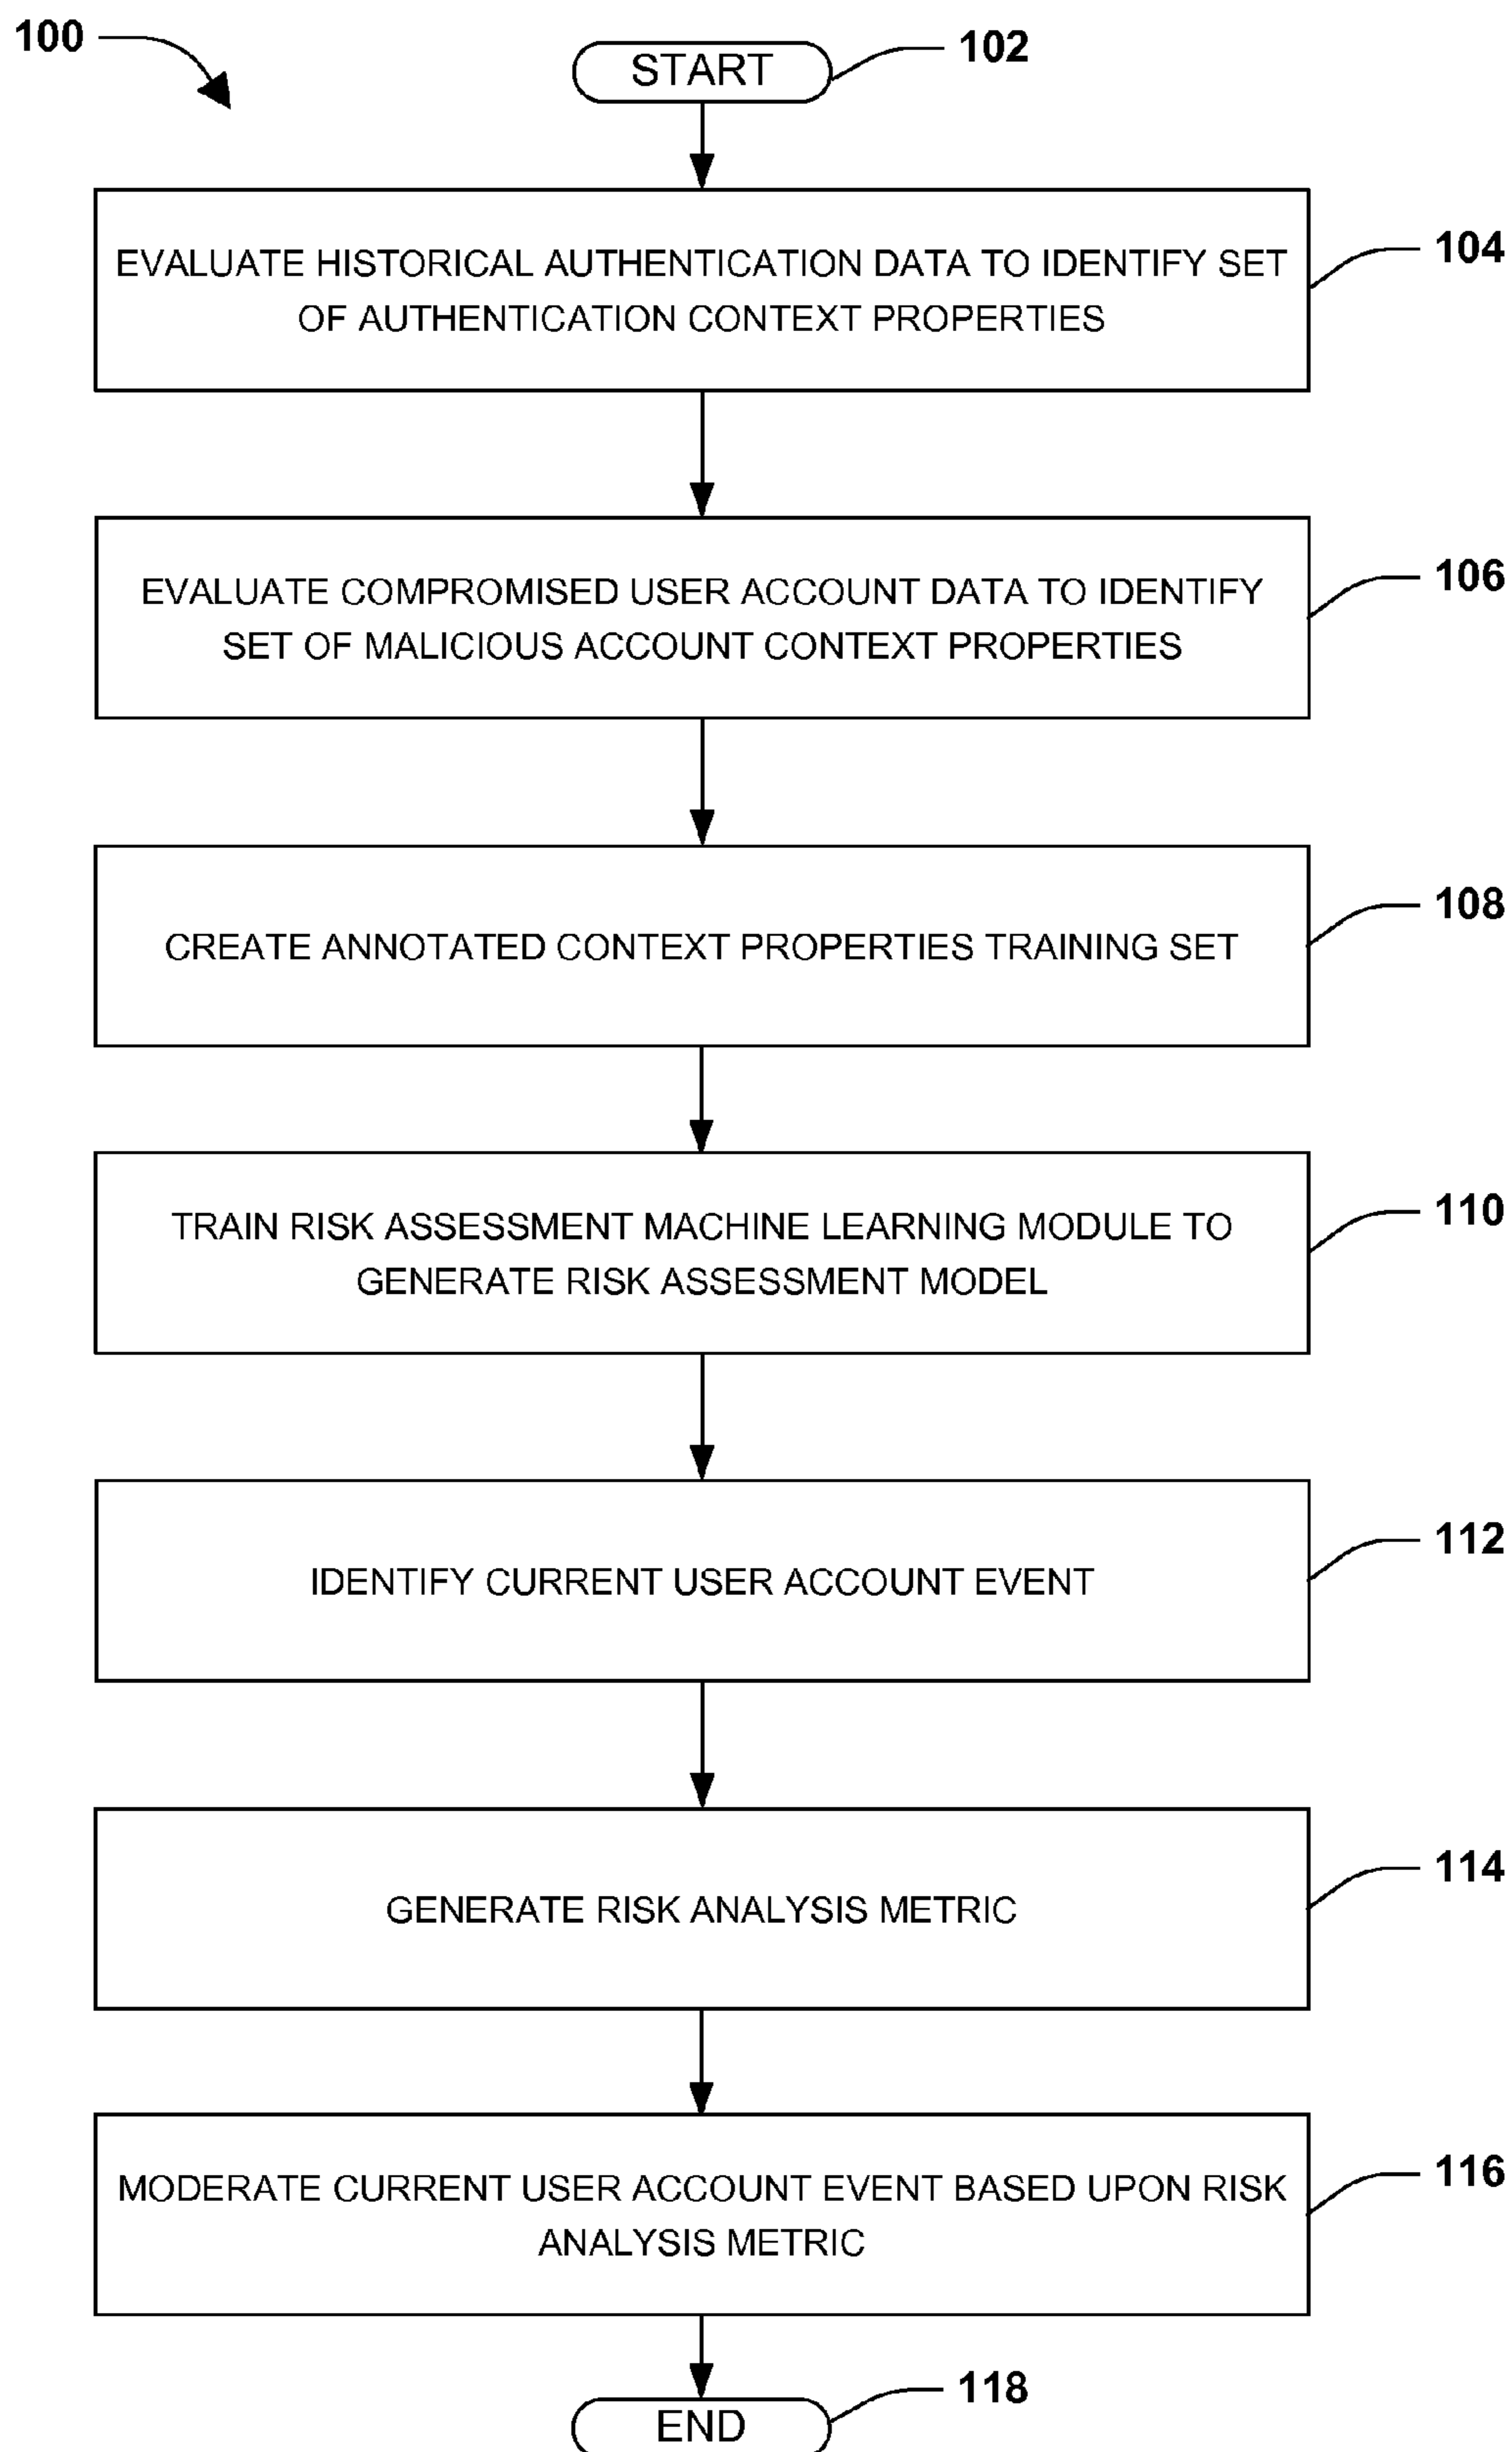 100
START
102
EVALUATE HISTORICAL AUTHENTICATION DATA TO IDENTIFY SET
OF AUTHENTICATION CONTEXT PROPERTIES
104
EVALUATE COMPROMISED USER ACCOUNT DATA TO IDENTIFY
SET OF MALICIOUS ACCOUNT CONTEXT PROPERTIES
106
CREATE ANNOTATED CONTEXT PROPERTIES TRAINING SET
108
TRAIN RISK ASSESSMENT MACHINE LEARNING MODULE TO
GENERATE RISK ASSESSMENT MODEL
110
IDENTIFY CURRENT USER ACCOUNT EVENT
112
GENERATE RISK ANALYSIS METRIC
114
MODERATE CURRENT USER ACCOUNT EVENT BASED UPON RISK
ANALYSIS METRIC
116
END
118